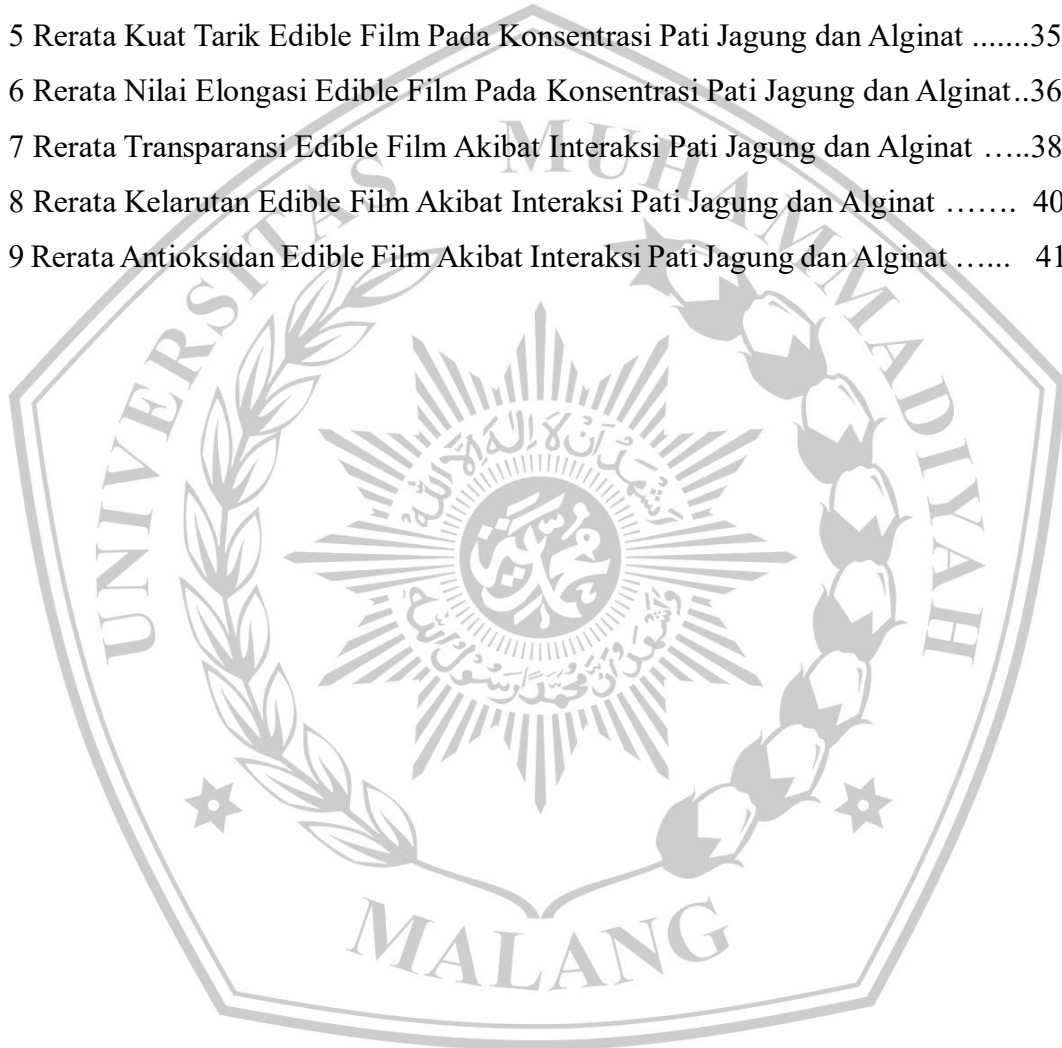 5 Rerata Kuat Tarik Edible Film Pada Konsentrasi Pati Jagung dan Alginat .......35
6 Rerata Nilai Elongasi Edible Film Pada Konsentrasi Pati Jagung dan Alginat..36
7 Rerata Transparansi Edible Film Akibat Interaksi Pati Jagung dan Alginat …..38
8 Rerata Kelarutan Edible Film Akibat Interaksi Pati Jagung dan Alginat ……. 40
9 Rerata Antioksidan Edible Film Akibat Interaksi Pati Jagung dan Alginat …... 41
UNIVERSITAS MUHAMMADIYAH
MALANG